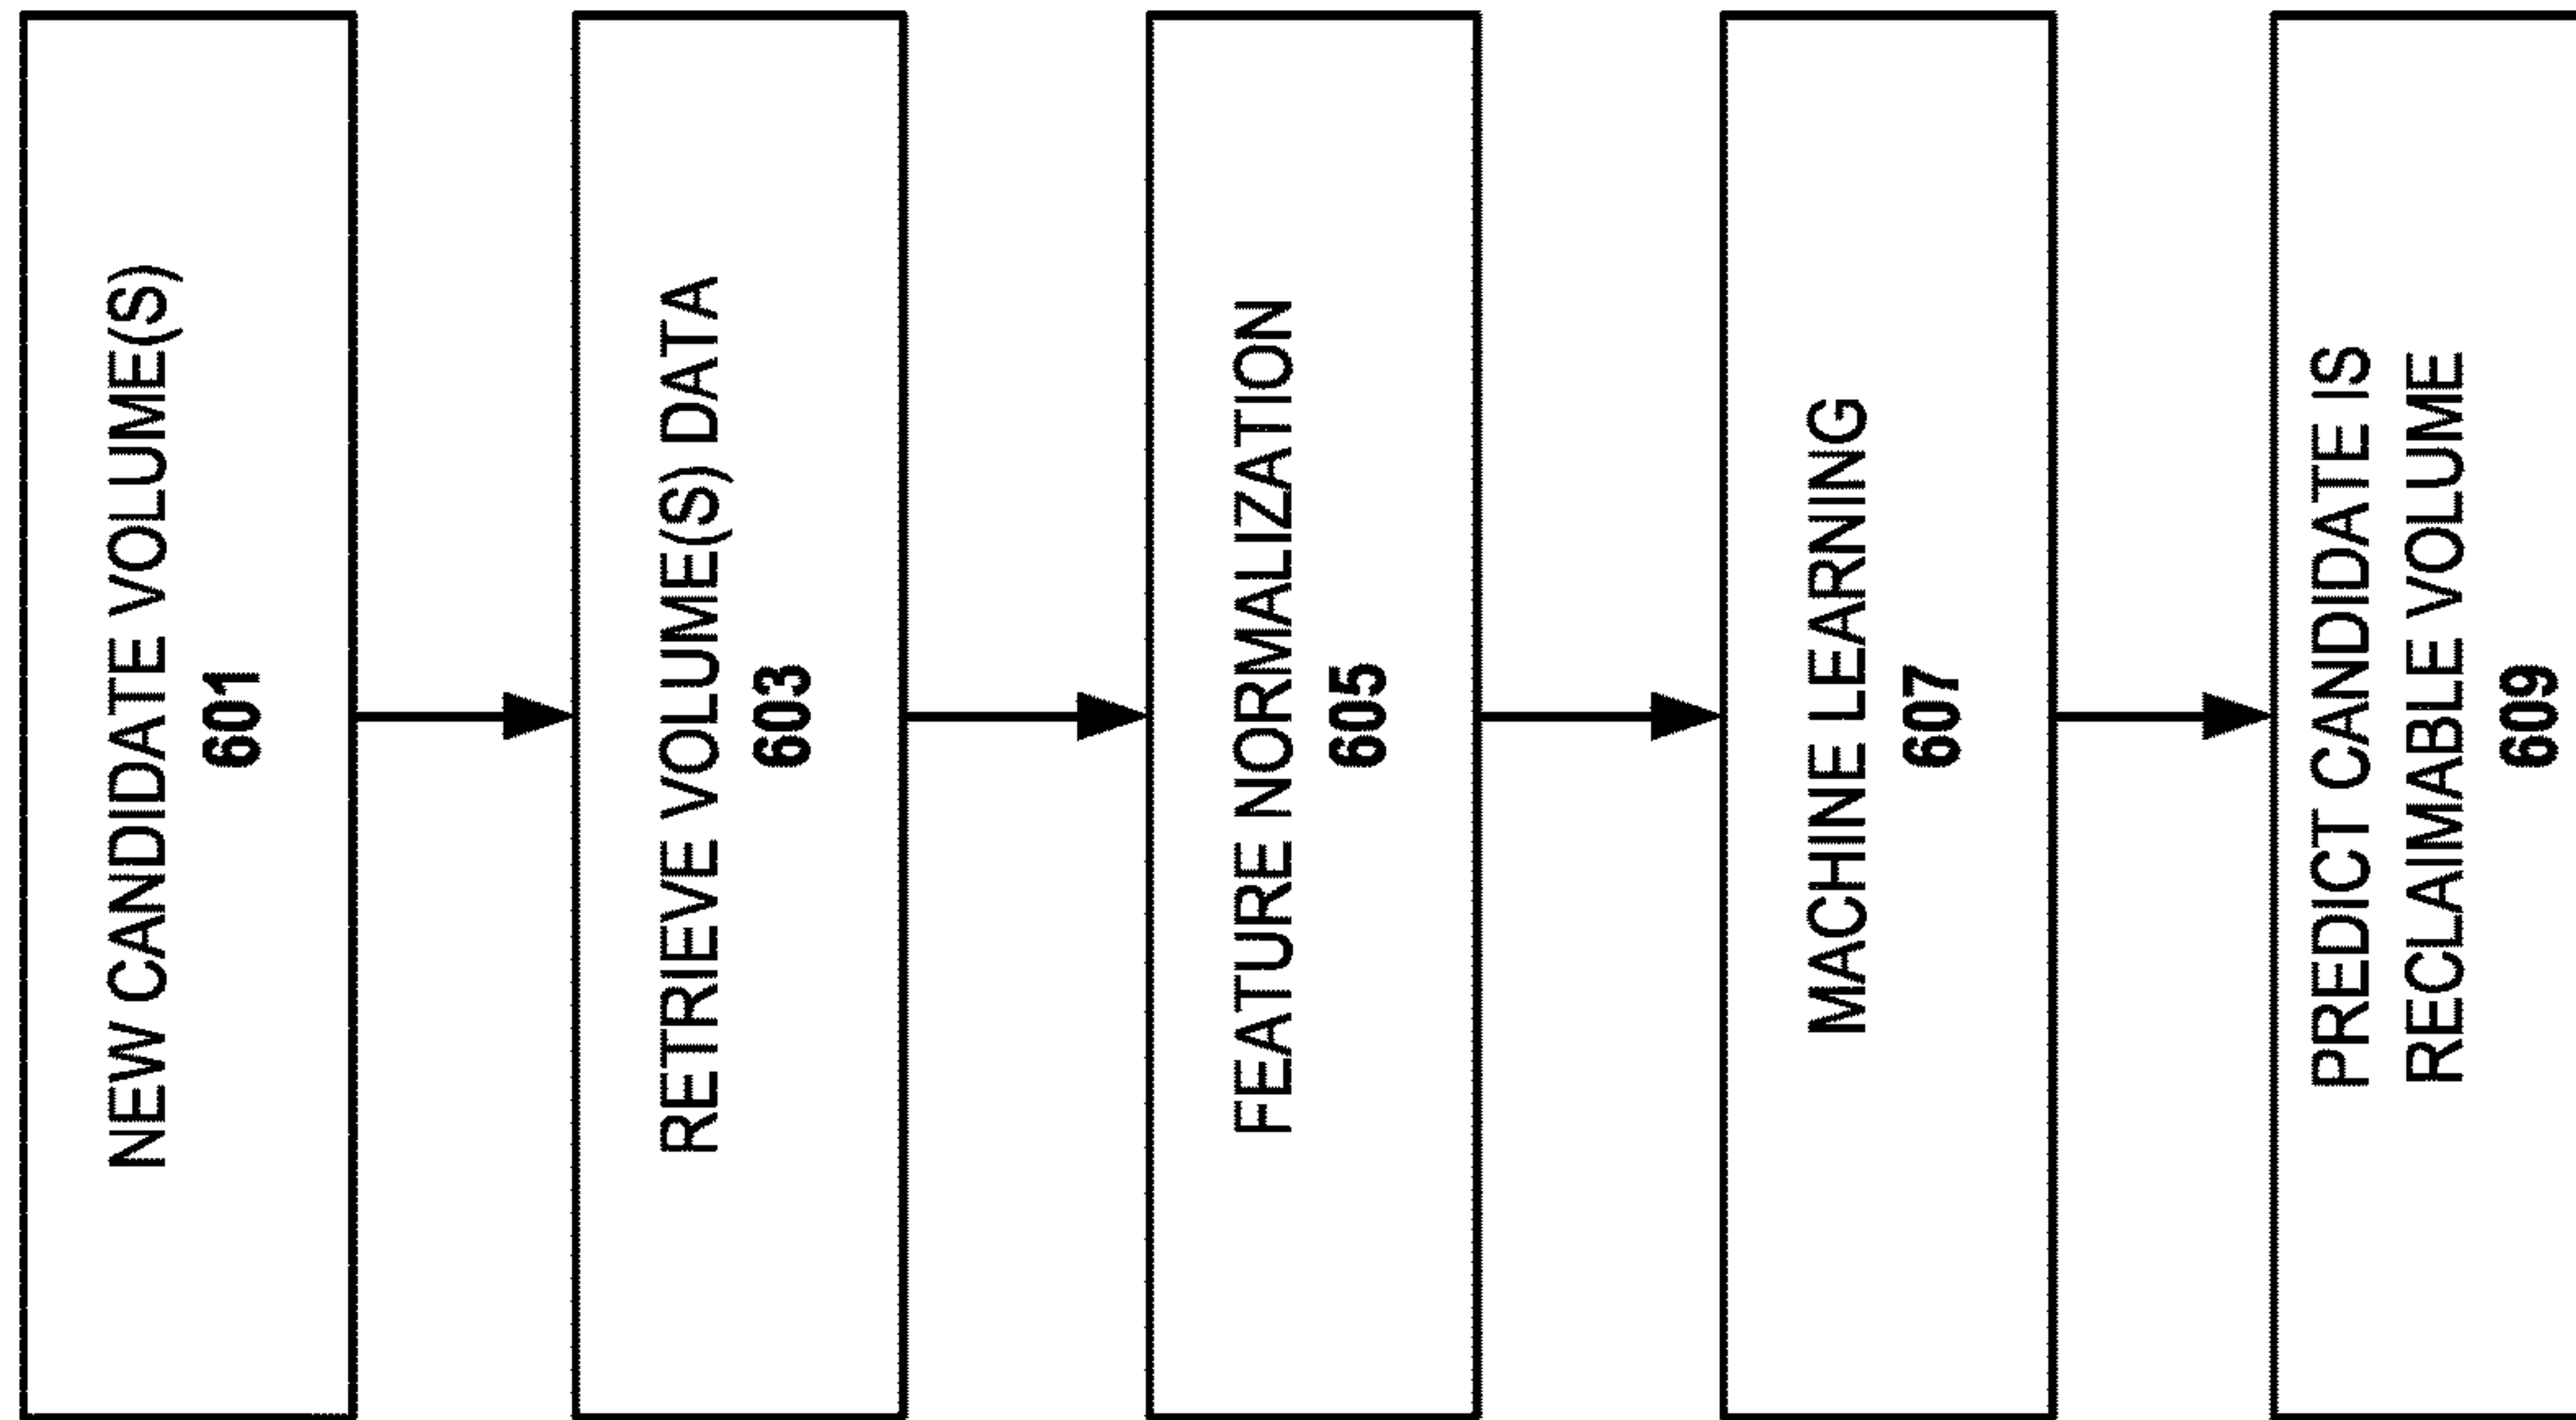 NEW CANDIDATE VOLUME(S)
601
RETRIEVE VOLUME(S) DATA
603
FEATURE NORMALIZATION
605
MACHINE LEARNING
607
PREDICT CANDIDATE IS
RECLAIMABLE VOLUME
609